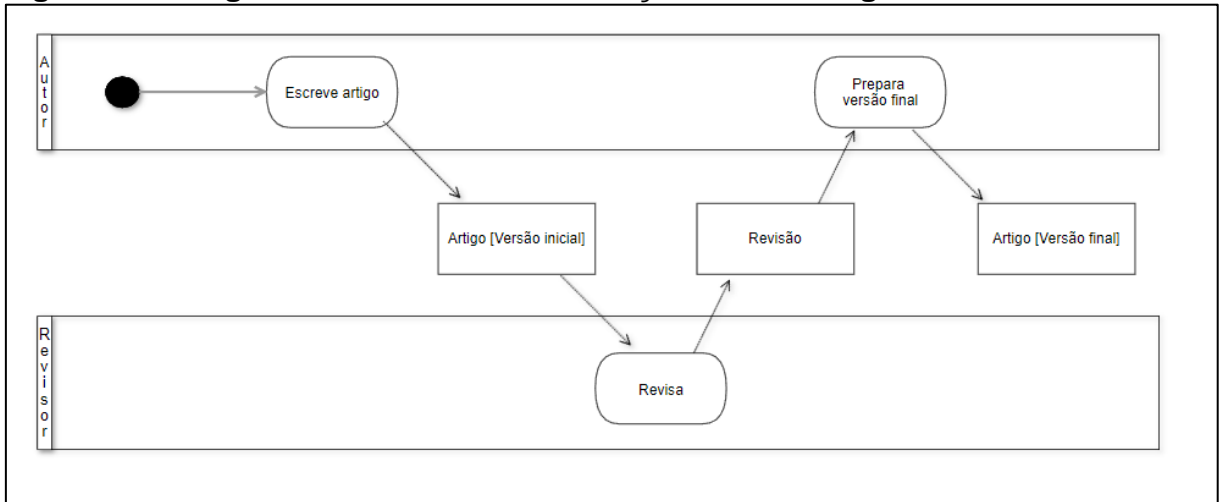 Autor
Escreve artigo
Prepara
versão final
Artigo [Versão inicial]
Revisão
Artigo [Versão final]
Revisor
Revisa